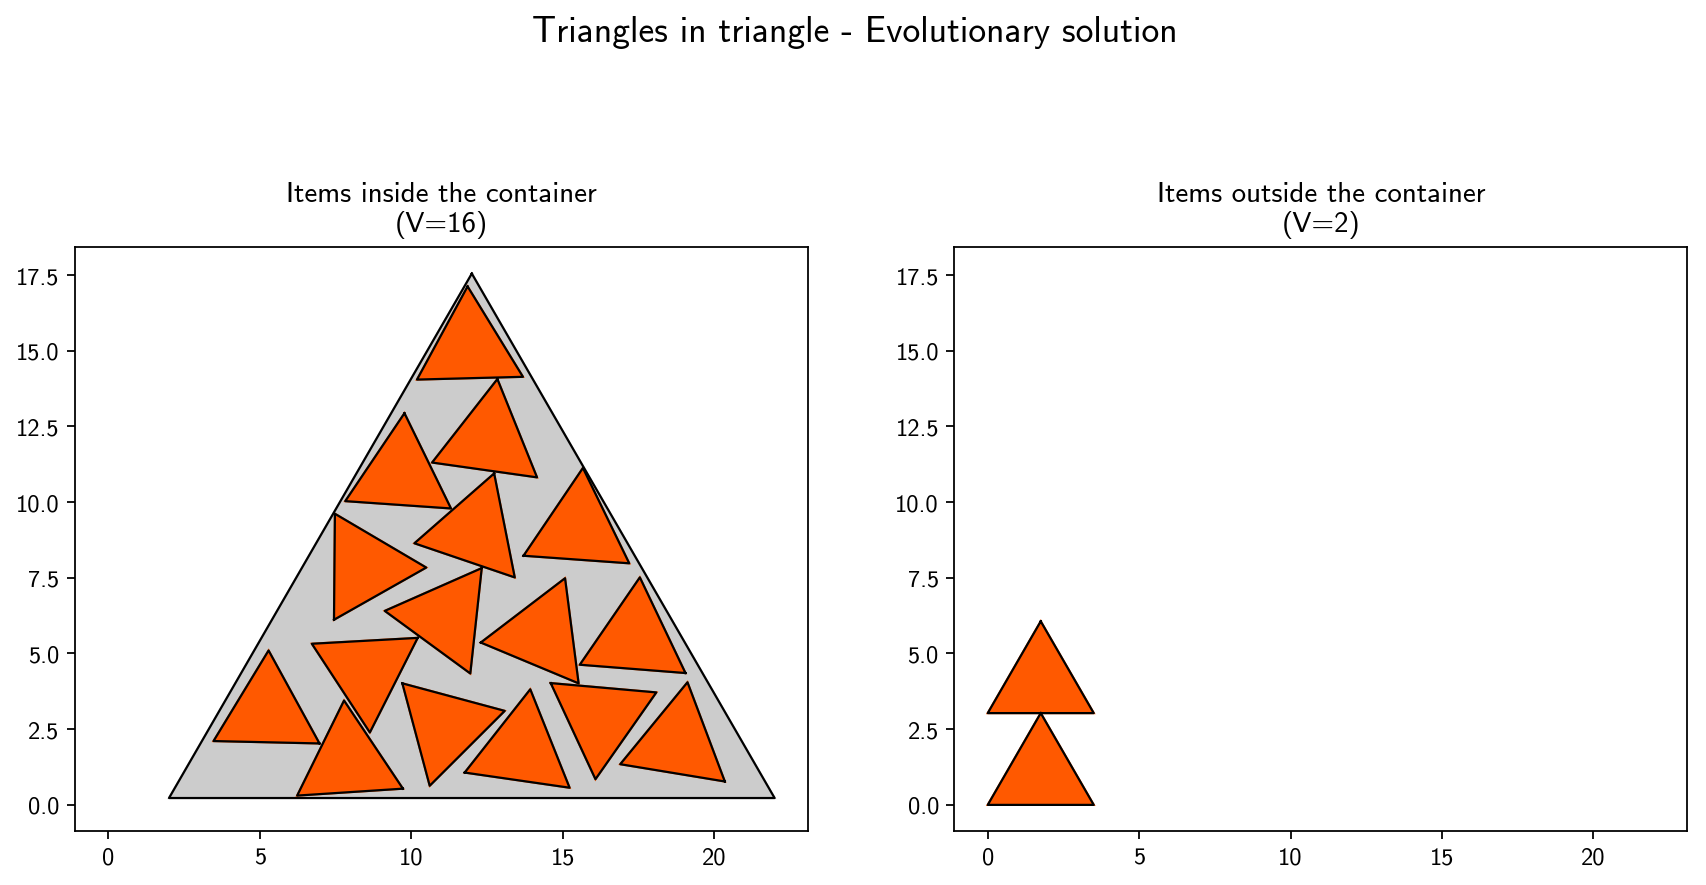 Triangles in triangle - Evolutionary solution
Items inside the container
(V=16)
17.5
15.0
12.5
10.0
7.5
5.0
2.5
0.0
0 5 10 15 20
Items outside the container
(V=2)
17.5
15.0
12.5
10.0
7.5
5.0
2.5
0.0
0 5 10 15 20